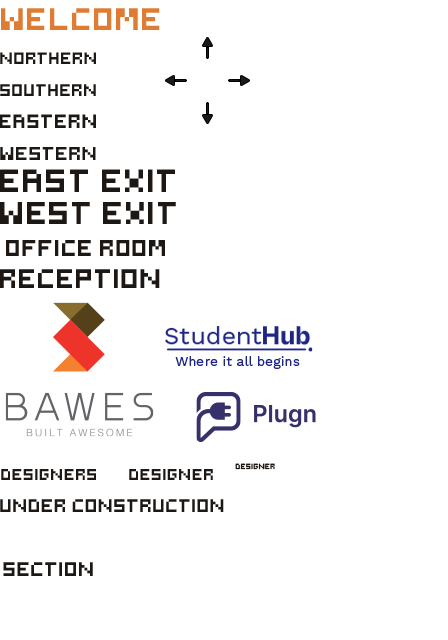 WELCOME
NORTHERN
SOUTHERN
EASTERN
WESTERN
EAST EXIT
WEST EXIT
OFFICE ROOM
RECEPTION
StudentHub.
Where it all begins
BAWES
BUILT AWESOME
Plugn
DESIGNERS DESIGNER DESIGNER
UNDER CONSTRUCTION
SECTION